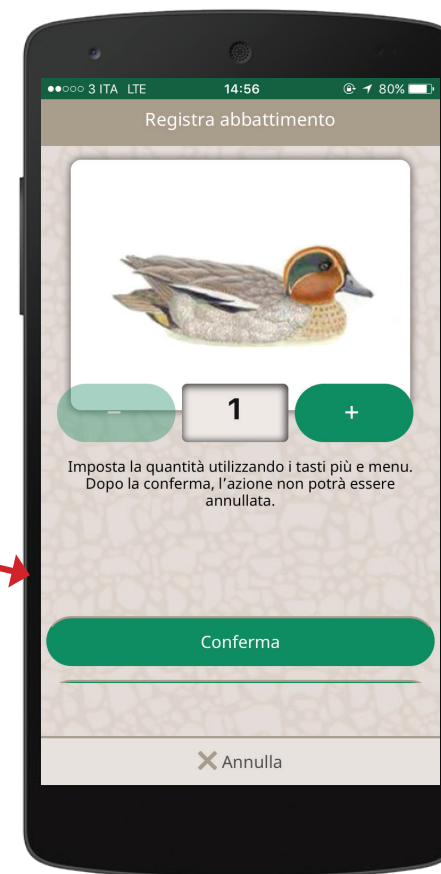 3 ITA LTE 14:56 80%
Registra abbattimento
− 1 +
Imposta la quantità utilizzando i tasti più e menu.
Dopo la conferma, l'azione non potrà essere
annullata.
Conferma
Annulla